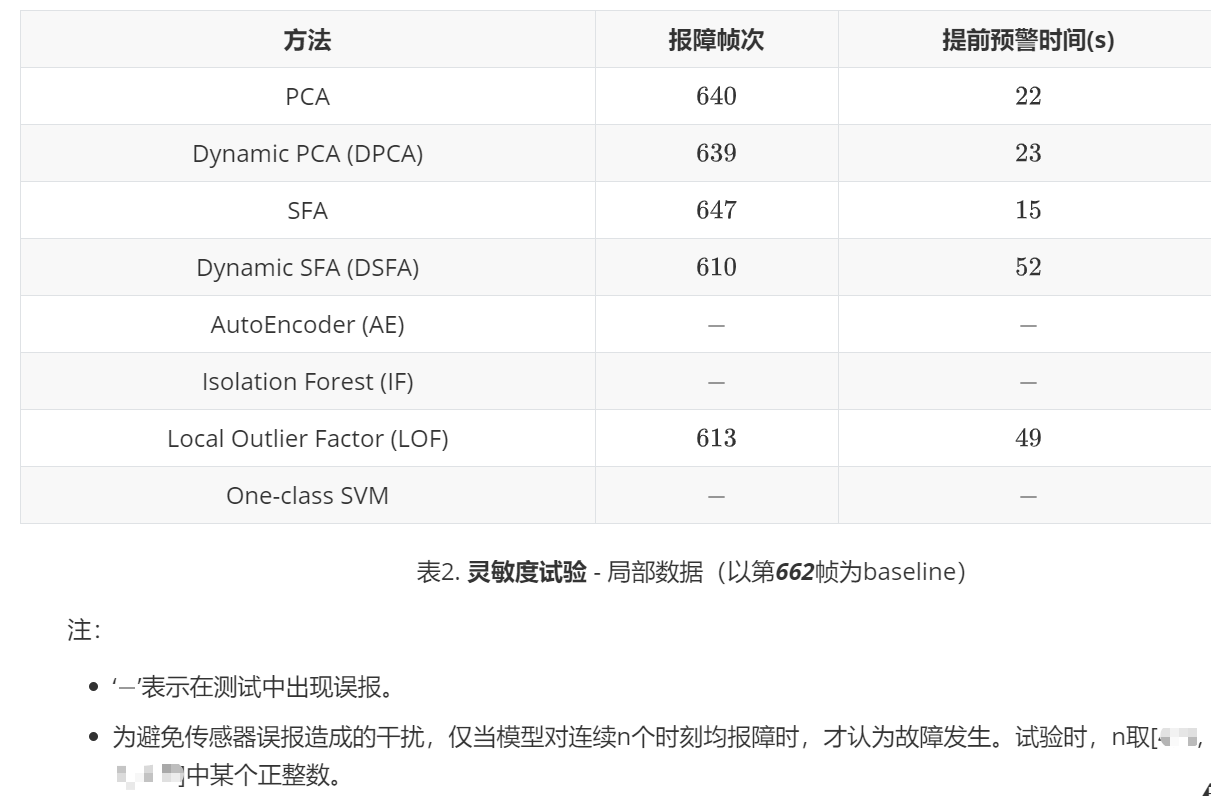 方法 报障帧次 提前预警时间(s)
PCA 640 22
Dynamic PCA (DPCA) 639 23
SFA 647 15
Dynamic SFA (DSFA) 610 52
AutoEncoder (AE) — —
Isolation Forest (IF) — —
Local Outlier Factor (LOF) 613 49
One-class SVM — —
表2. 灵敏度试验 - 局部数据（以第662帧为baseline）
注：
• ‘—’表示在测试中出现误报。
• 为避免传感器误报造成的干扰，仅当模型对连续n个时刻均报障时，才认为故障发生。试验时，n取[ ,
]中某个正整数。